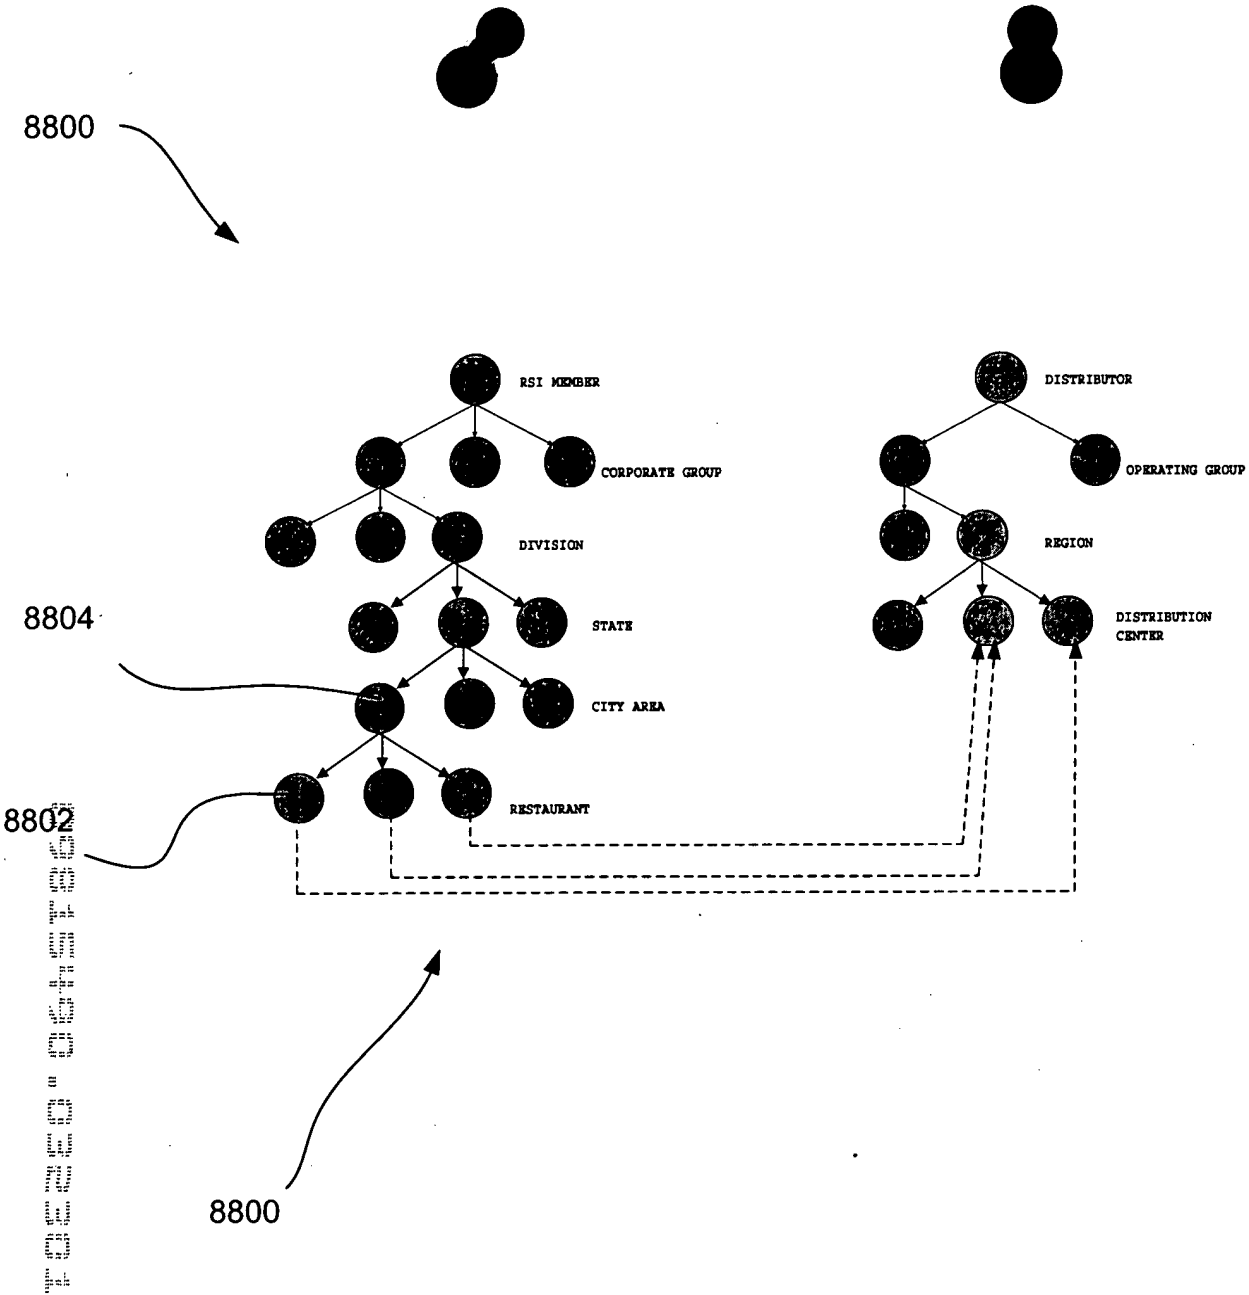 8800
RSI MEMBER
DISTRIBUTOR
CORPORATE GROUP
OPERATING GROUP
DIVISION
REGION
8804
STATE
DISTRIBUTION
CENTER
CITY AREA
8802
RESTAURANT
8800